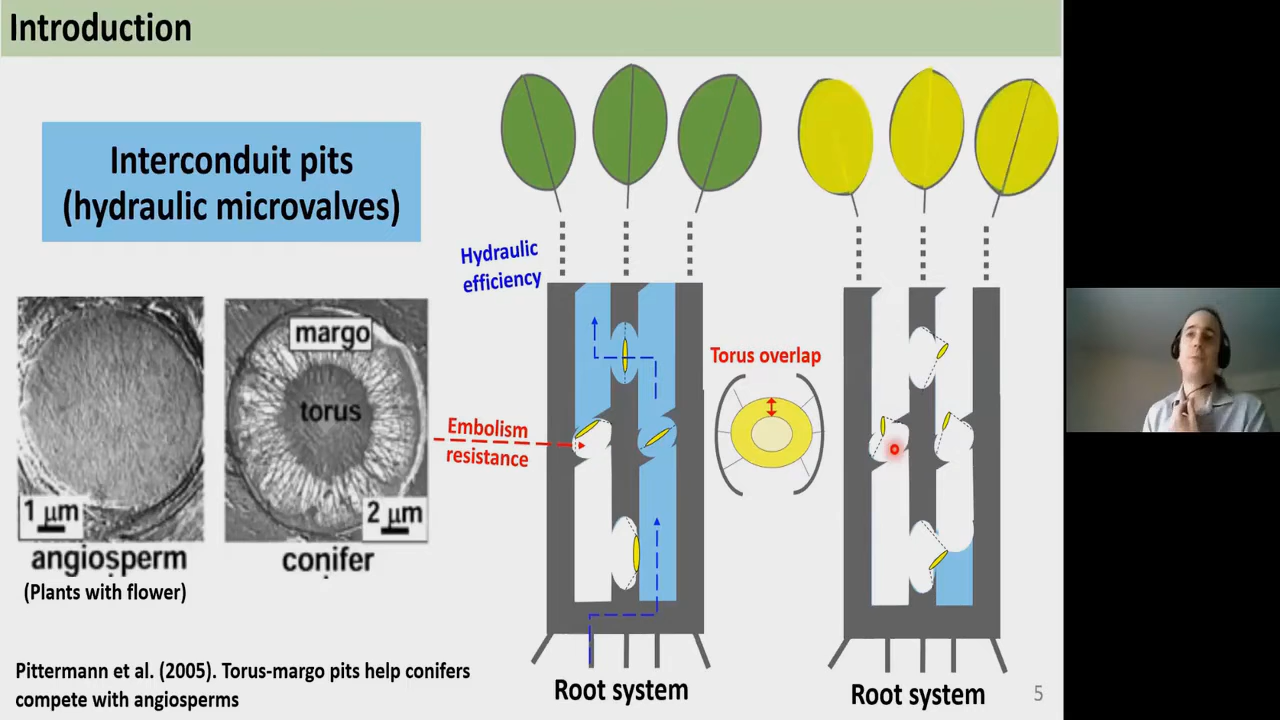 Introduction
Interconduit pits
(hydraulic microvalves)
Hydraulic
efficiency
margo
torus
Embolism
resistance
Torus overlap
1 μm
2 μm
angiosperm
conifer
(Plants with flower)
Pittermann et al. (2005). Torus-margo pits help conifers
compete with angiosperms
Root system
Root system
5